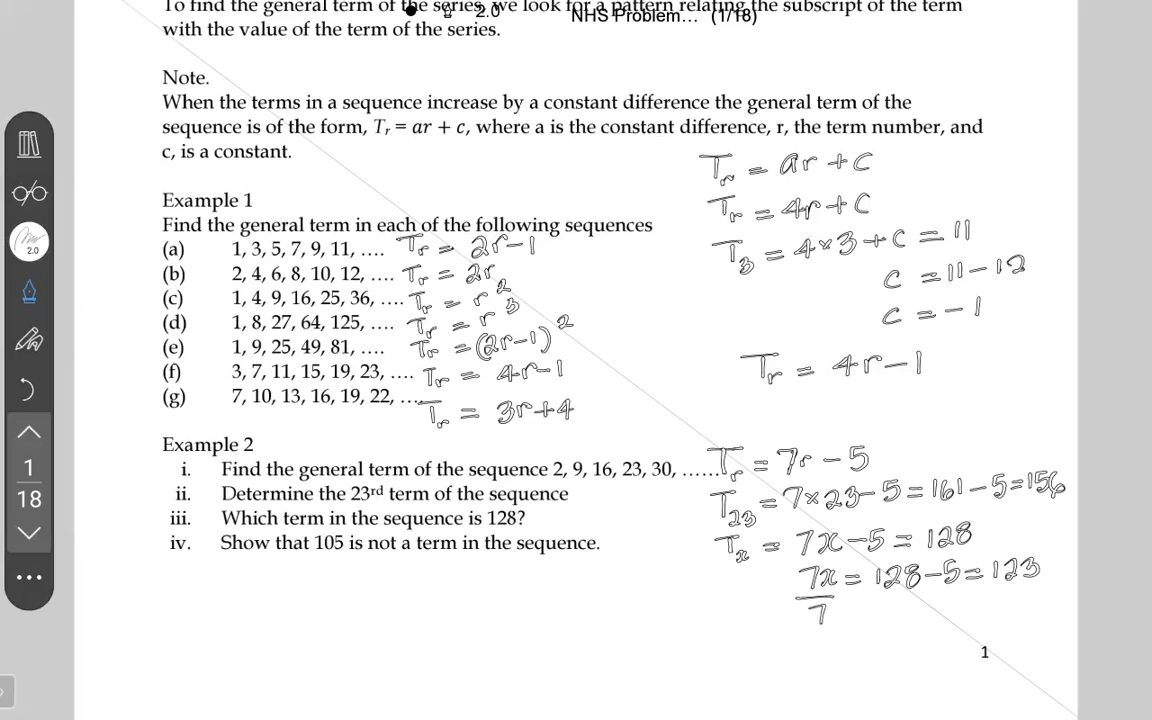 To find the general term of the series, we look for a pattern relating the subscript of the term
2.0 NHS Problem... (1/18)
with the value of the term of the series.
Note.
When the terms in a sequence increase by a constant difference the general term of the
sequence is of the form, Tᵣ = ar + c, where a is the constant difference, r, the term number, and
c, is a constant.
Tᵣ = ar + c
Example 1
Tᵣ = 4r + c
Find the general term in each of the following sequences
(a) 1, 3, 5, 7, 9, 11, .... Tᵣ = 2r-1
T₃ = 4×3 + c = 11
(b) 2, 4, 6, 8, 10, 12, .... Tᵣ = 2r
c = 11-12
(c) 1, 4, 9, 16, 25, 36, .... Tᵣ = r²
c = -1
(d) 1, 8, 27, 64, 125, .... Tᵣ = r³
(e) 1, 9, 25, 49, 81, .... Tᵣ = (2r-1)²
(f) 3, 7, 11, 15, 19, 23, .... Tᵣ = 4r-1
Tᵣ = 4r-1
(g) 7, 10, 13, 16, 19, 22, .... Tᵣ = 3r+4
Example 2
i. Find the general term of the sequence 2, 9, 16, 23, 30, ...... Tᵣ = 7r - 5
ii. Determine the 23rd term of the sequence
T₂₃ = 7×23-5 = 161-5=156
iii. Which term in the sequence is 128?
iv. Show that 105 is not a term in the sequence.
Tₓ = 7x-5 = 128
7x = 128-5=123
7
1
2.0
1
18